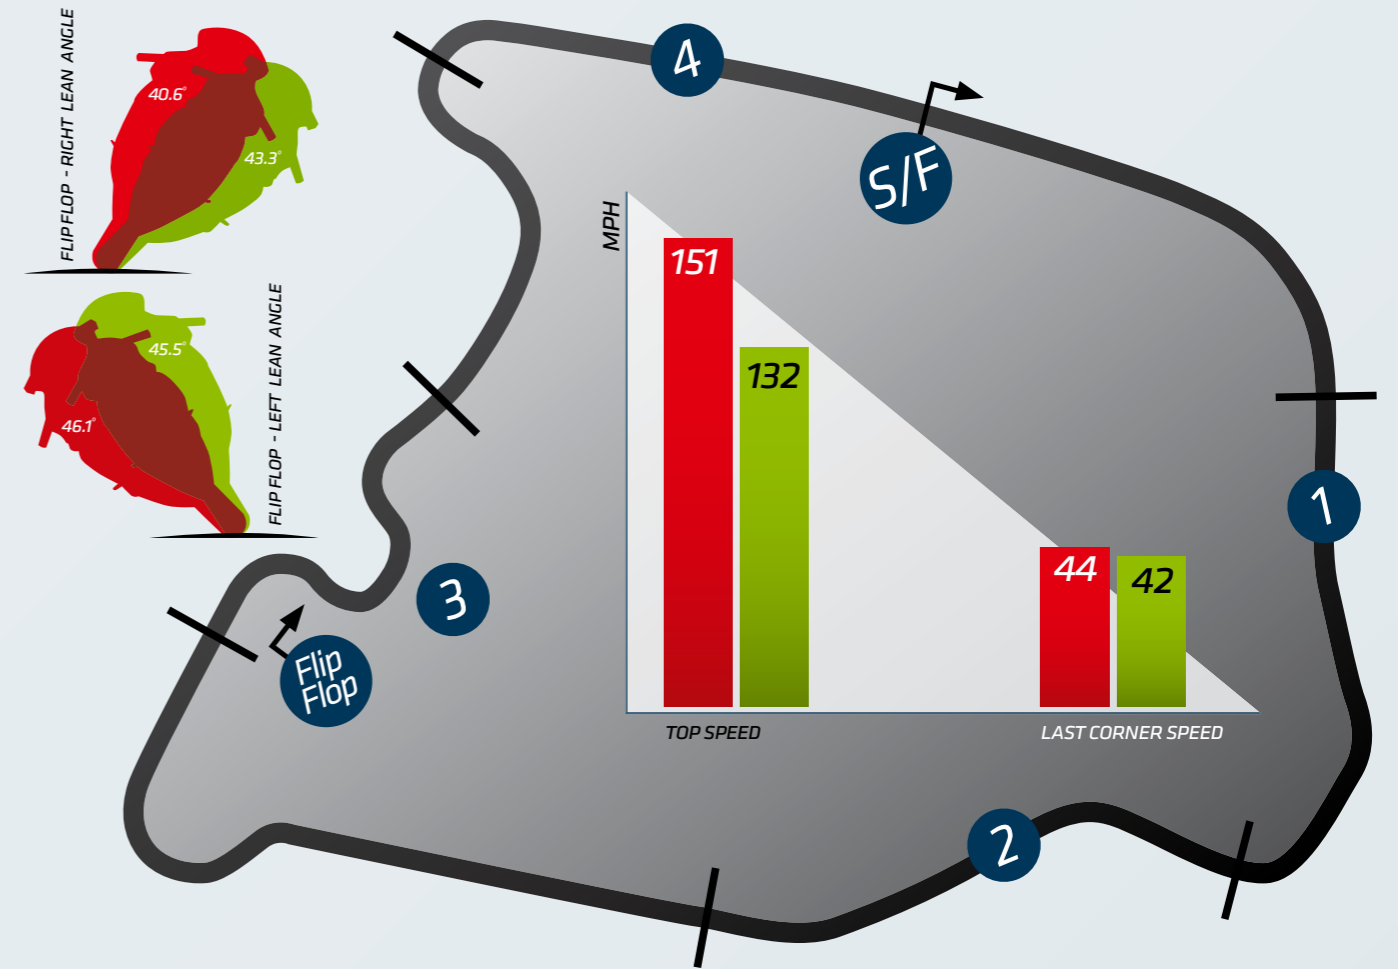 FLIP FLOP - RIGHT LEAN ANGLE
40.6°
43.3°
4
S/F
MPH
151
132
FLIP FLOP - LEFT LEAN ANGLE
45.5°
46.1°
1
3
44
42
Flip
Flop
TOP SPEED
LAST CORNER SPEED
2